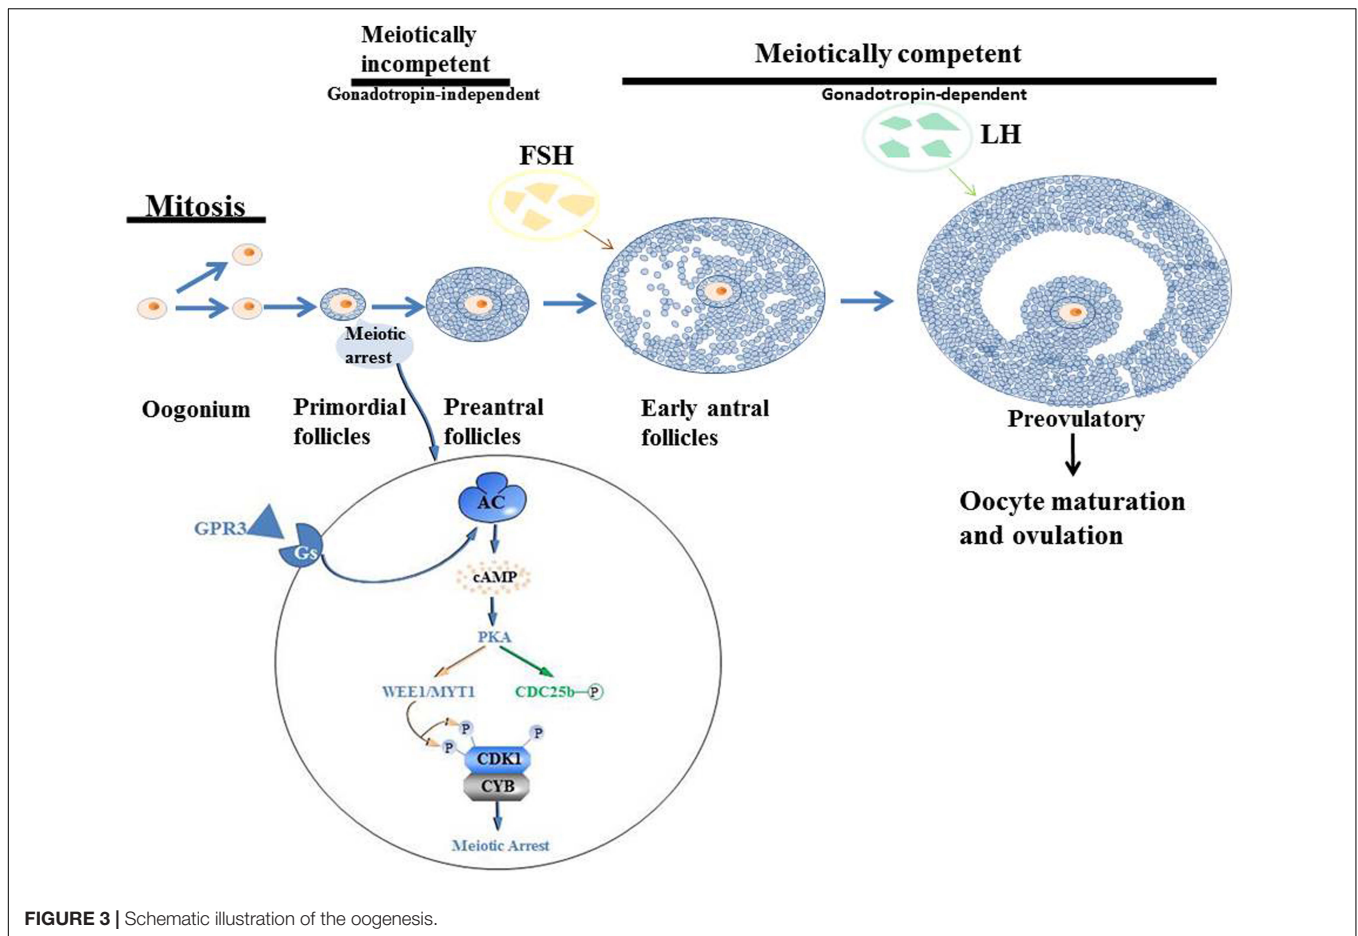 Meiotically
incompetent
Gonadotropin-independent
Meiotically competent
Gonadotropin-dependent
FSH
LH
Mitosis
Meiotic
arrest
Oogonium
Primordial
follicles
Preantral
follicles
Early antral
follicles
Preovulatory
Oocyte maturation
and ovulation
GPR3
Gs
AC
cAMP
PKA
WEE1/MYT1
CDC25b P
P
P
P
CDK1
CYB
Meiotic Arrest
FIGURE 3 | Schematic illustration of the oogenesis.